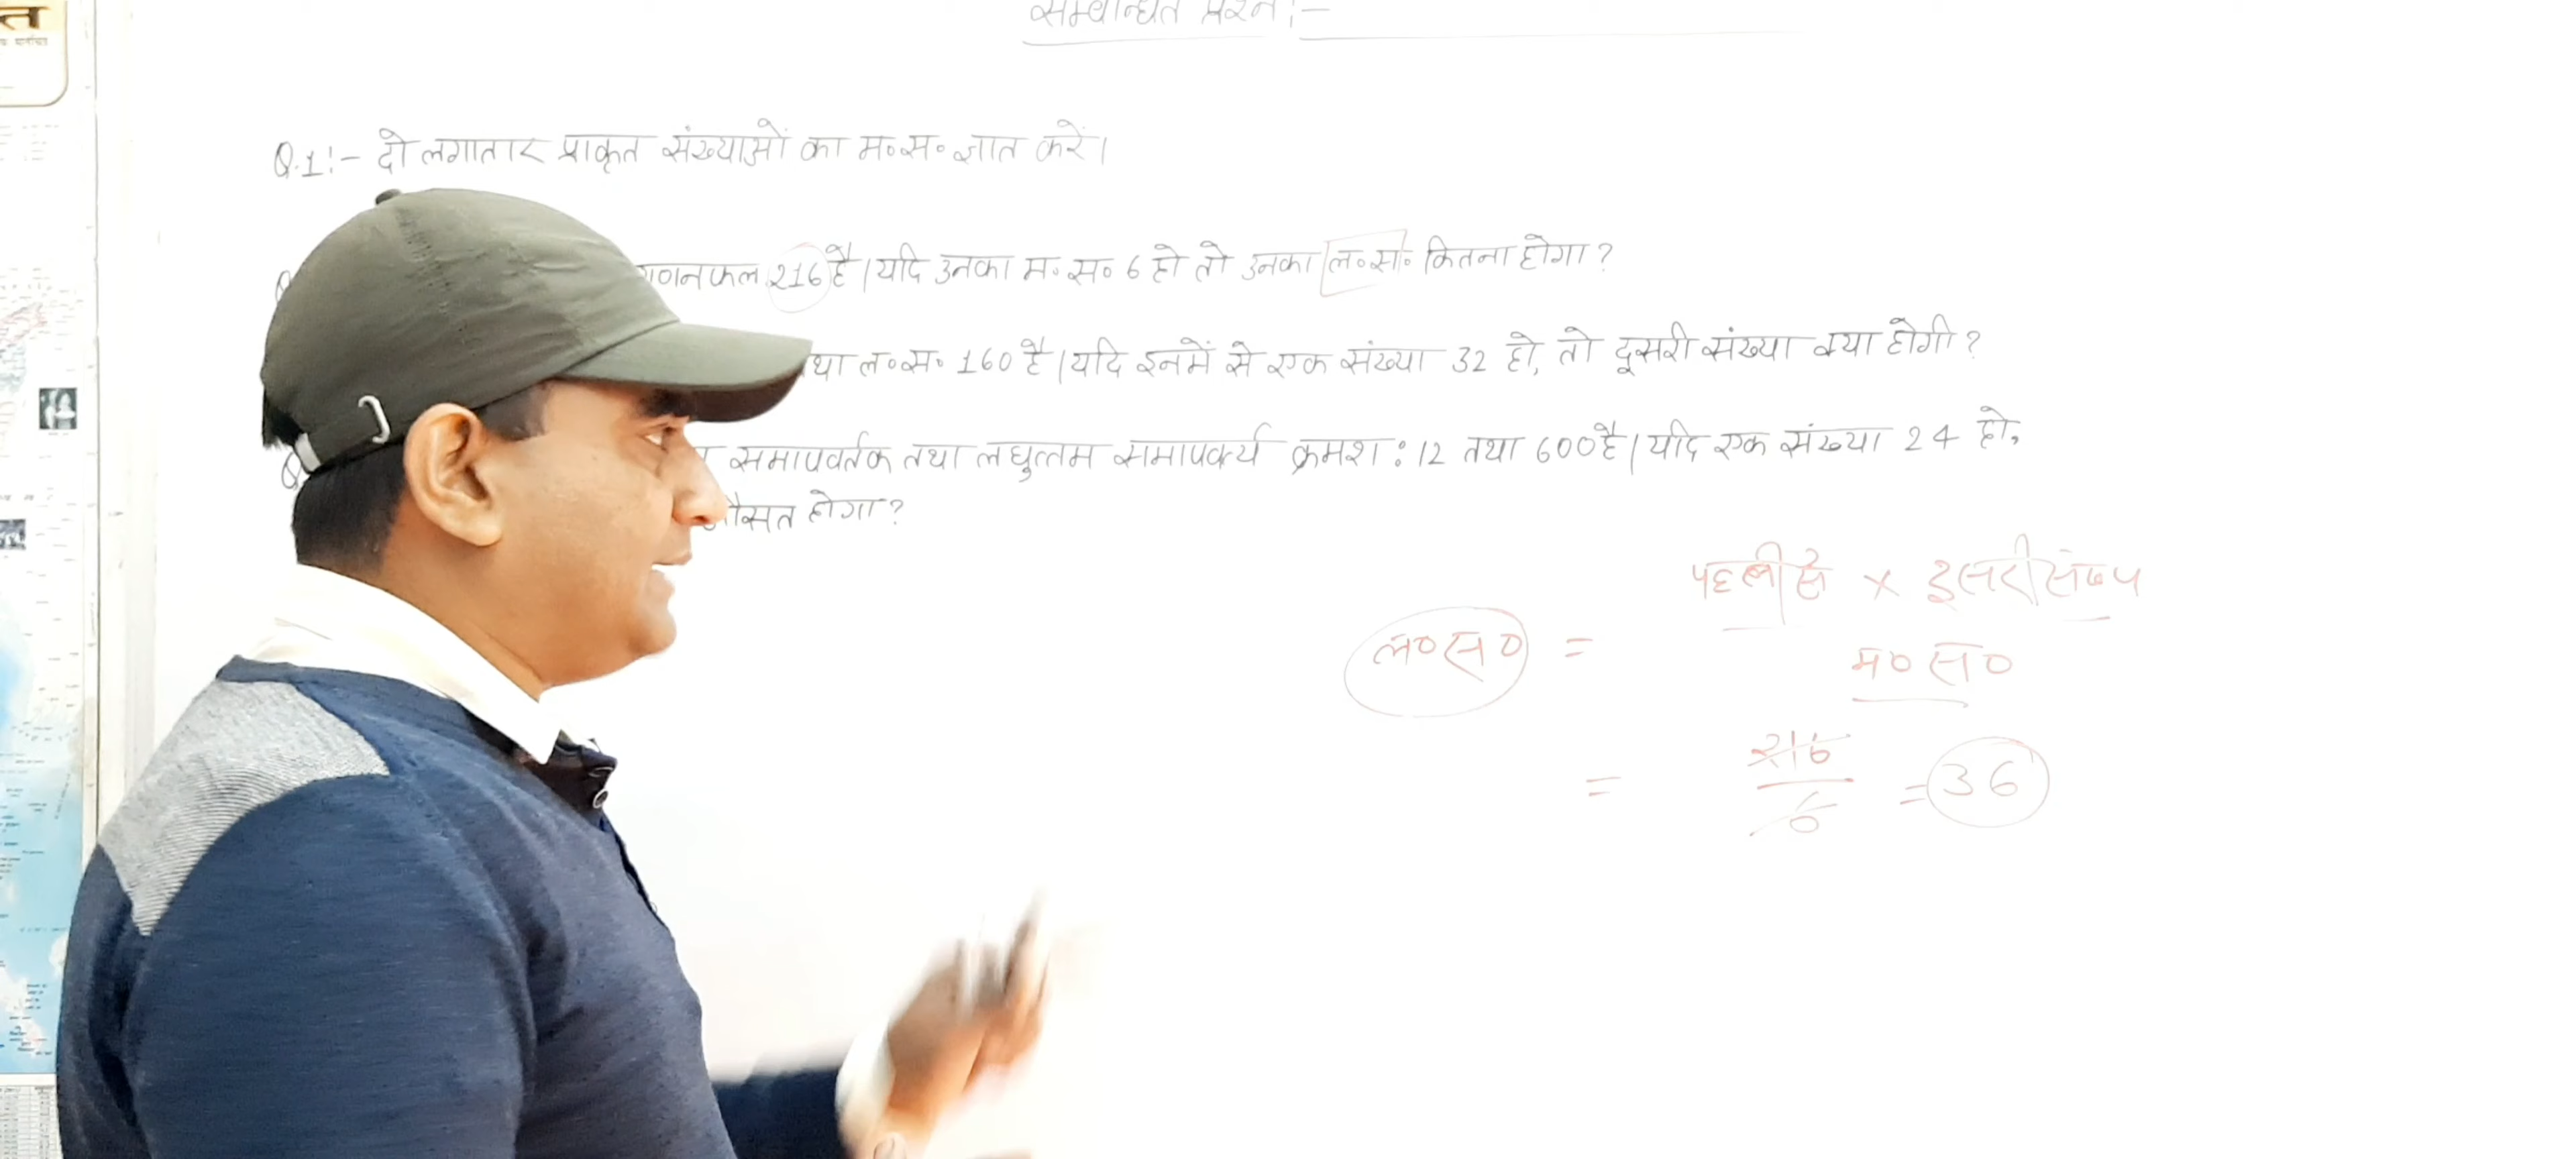 सम्बन्धित प्रश्न :-
Q.1:- दो लगातार प्राकृत संख्याओं का म०स० ज्ञात करें।
गुणनफल 216 है। यदि उनका म०स० 6 हो तो उनका ल०स० कितना होगा?
तथा ल०स० 160 है। यदि इनमें से एक संख्या 32 हो, तो दूसरी संख्या क्या होगी?
समापवर्तक तथा लघुत्तम समापवर्त्य क्रमश: 12 तथा 600 है। यदि एक संख्या 24 हो,
औसत होगा?
पहली सं × दूसरी संख्य
ल०स० =
म०स०
= 216/6 = 36